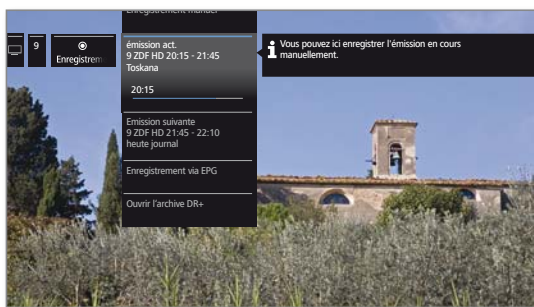 Enregistrement manuel
9
Enregistrem
émission act.
9 ZDF HD 20:15 - 21:45
Toskana
20:15
Vous pouvez ici enregistrer l'émission en cours
manuellement.
Emission suivante
9 ZDF HD 21:45 - 22:10
heute journal
Enregistrement via EPG
Ouvrir l'archive DR+